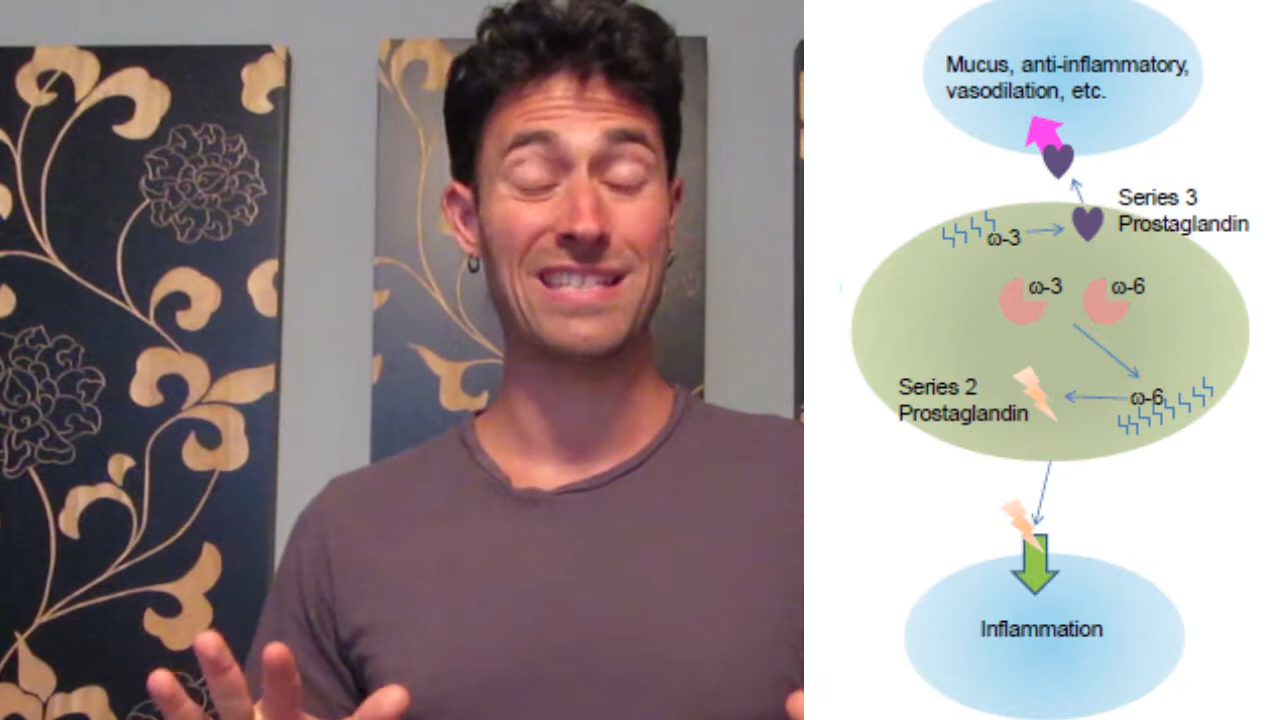 Mucus, anti-inflammatory,
vasodilation, etc.
Series 3
Prostaglandin
ω-3
ω-3
ω-6
Series 2
Prostaglandin
ω-6
Inflammation